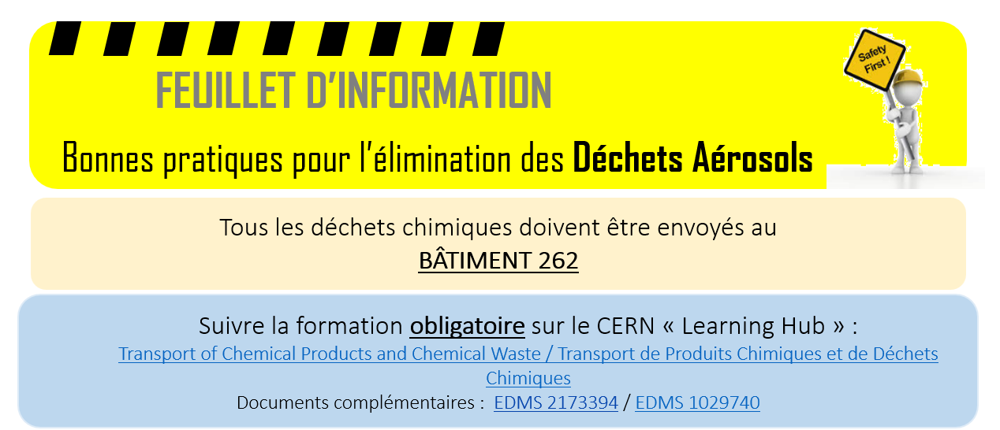 Safety
First !
FEUILLET D’INFORMATION
Bonnes pratiques pour l’élimination des Déchets Aérosols
Tous les déchets chimiques doivent être envoyés au
BÂTIMENT 262
Suivre la formation obligatoire sur le CERN « Learning Hub » :
Transport of Chemical Products and Chemical Waste / Transport de Produits Chimiques et de Déchets
Chimiques
Documents complémentaires : EDMS 2173394 / EDMS 1029740